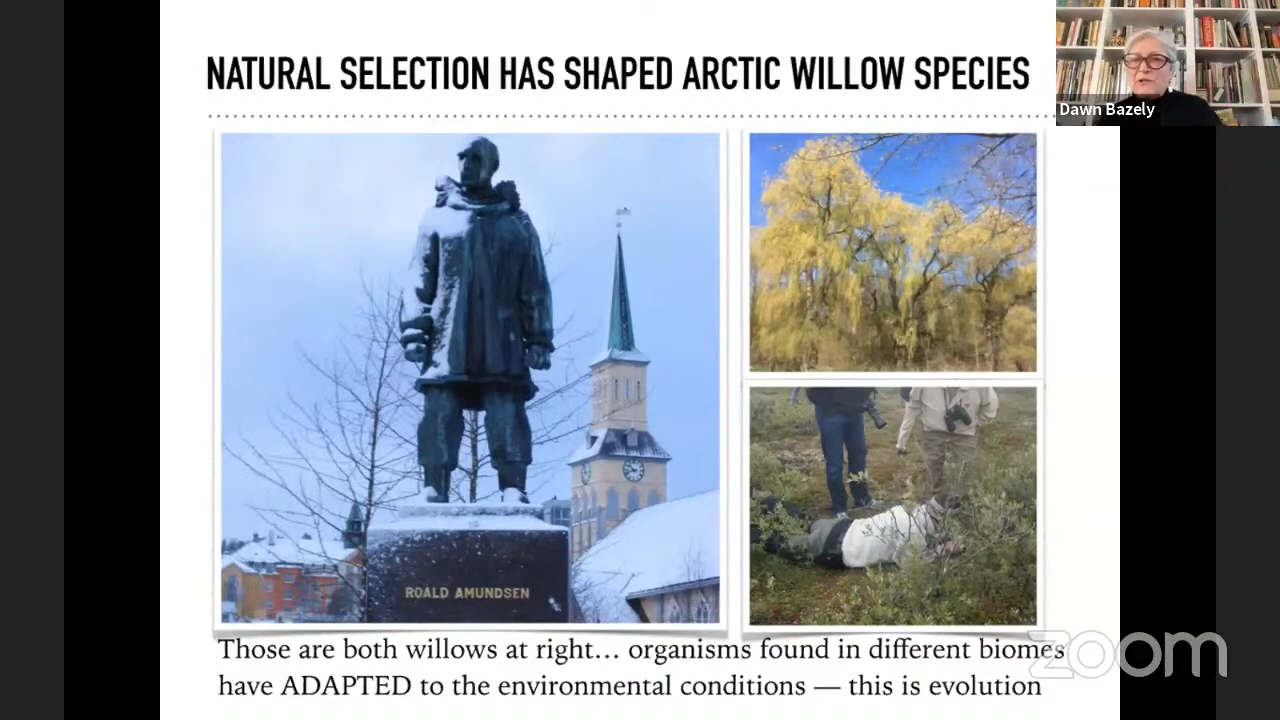 NATURAL SELECTION HAS SHAPED ARCTIC WILLOW SPECIES
Dawn Bazely
ROALD AMUNDSEN
Those are both willows at right... organisms found in different biomes
have ADAPTED to the environmental conditions — this is evolution
zoom